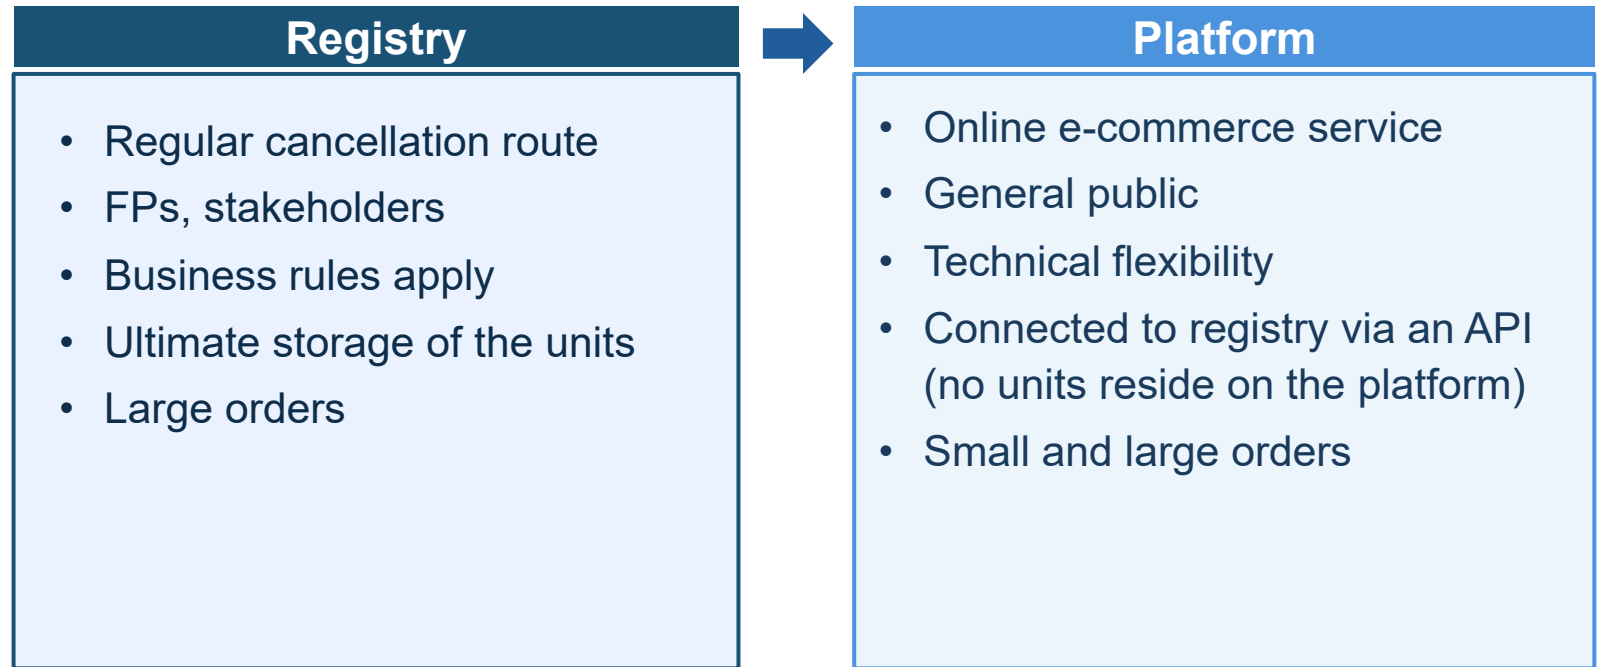 Registry
• Regular cancellation route
• FPs, stakeholders
• Business rules apply
• Ultimate storage of the units
• Large orders
Platform
• Online e-commerce service
• General public
• Technical flexibility
• Connected to registry via an API
(no units reside on the platform)
• Small and large orders